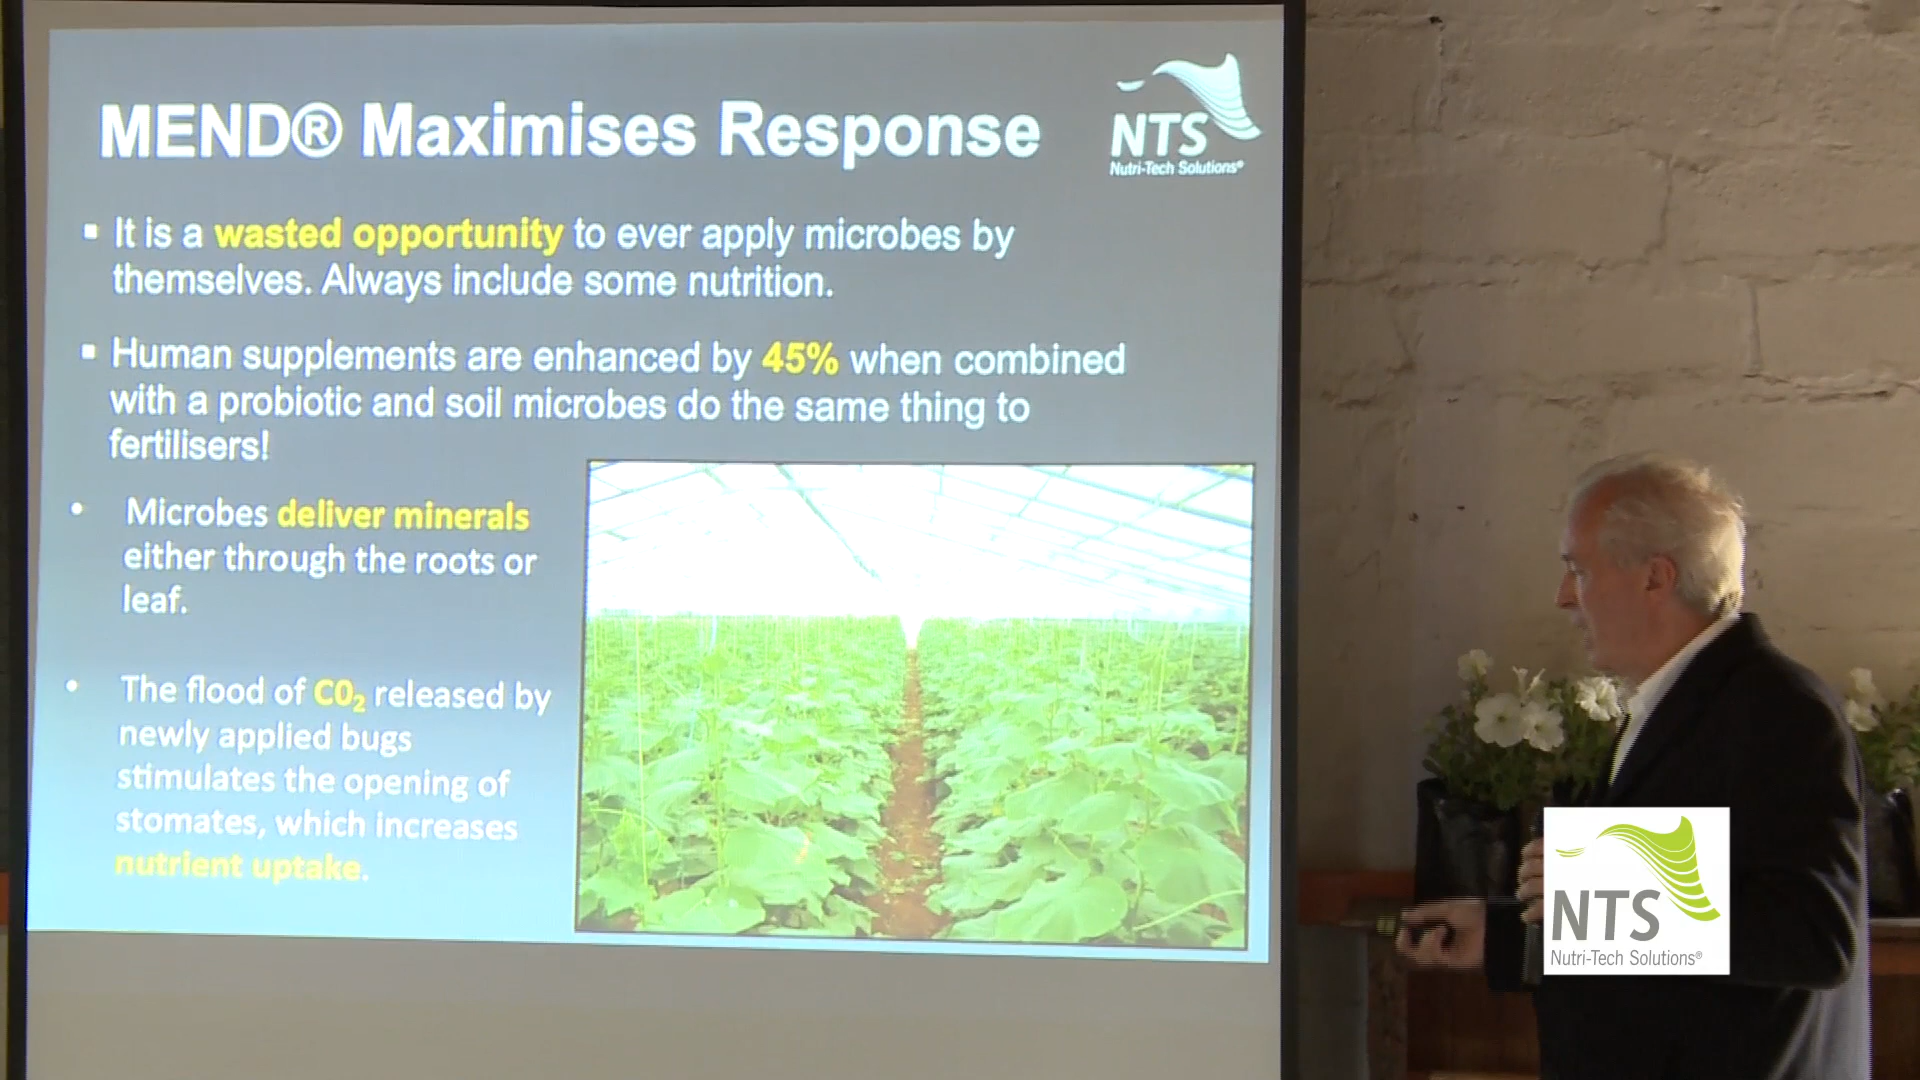 MEND® Maximises Response
NTS
Nutri-Tech Solutions®
▪ It is a wasted opportunity to ever apply microbes by
themselves. Always include some nutrition.
▪ Human supplements are enhanced by 45% when combined
with a probiotic and soil microbes do the same thing to
fertilisers!
• Microbes deliver minerals
either through the roots or
leaf.
• The flood of C0₂ released by
newly applied bugs
stimulates the opening of
stomates, which increases
nutrient uptake.
NTS
Nutri-Tech Solutions®